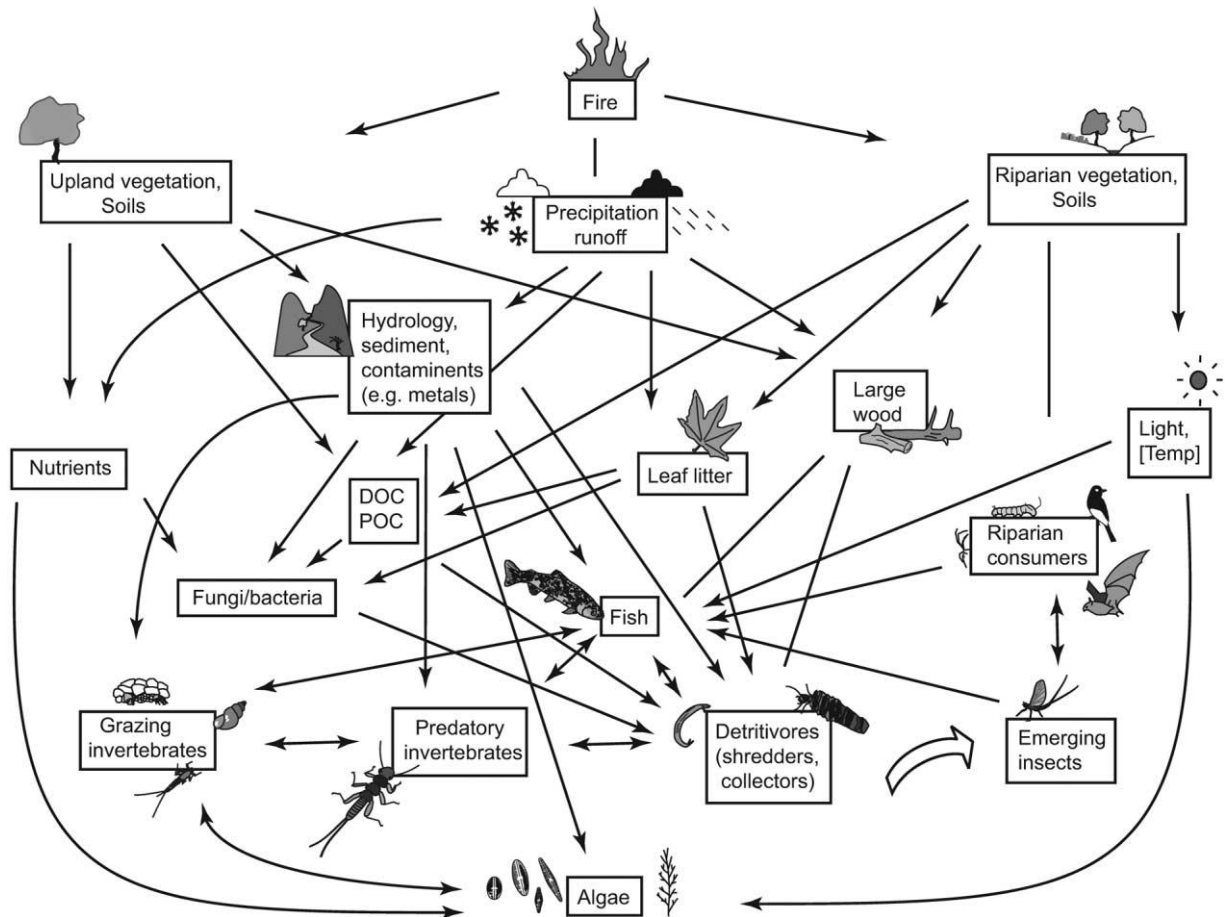 Fire
Upland vegetation,
Soils
Riparian vegetation,
Soils
Precipitation
runoff
Hydrology,
sediment,
contaminents
(e.g. metals)
Large
wood
Light,
[Temp]
Nutrients
Leaf litter
DOC
POC
Riparian
consumers
Fungi/bacteria
Fish
Grazing
invertebrates
Predatory
invertebrates
Detritivores
(shredders,
collectors)
Emerging
insects
Algae